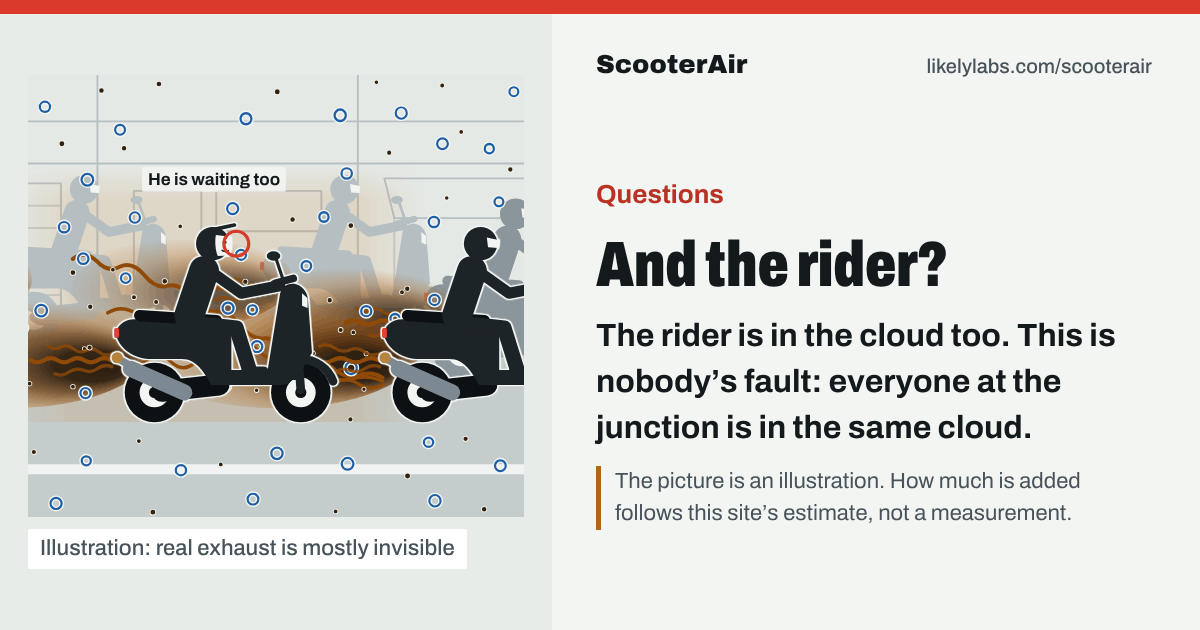 He is waiting too
Illustration: real exhaust is mostly invisible
ScooterAir
likelylabs.com/scooterair
Questions
And the rider?
The rider is in the cloud too. This is
nobody’s fault: everyone at the
junction is in the same cloud.
The picture is an illustration. How much is added
follows this site’s estimate, not a measurement.